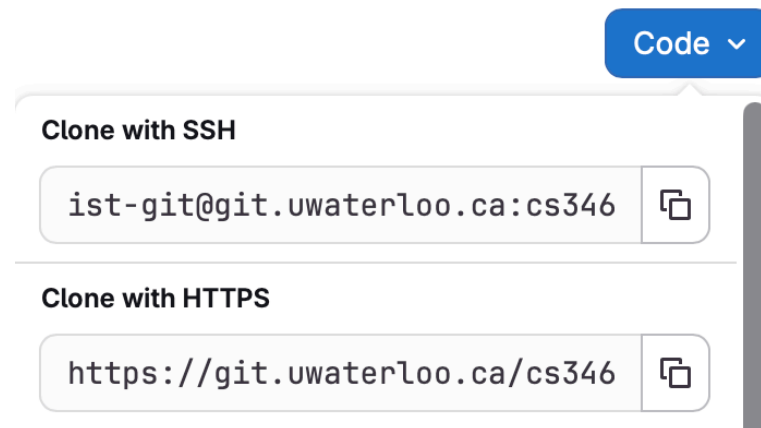 Code
Clone with SSH
ist-git@git.uwaterloo.ca:cs346
Clone with HTTPS
https://git.uwaterloo.ca/cs346